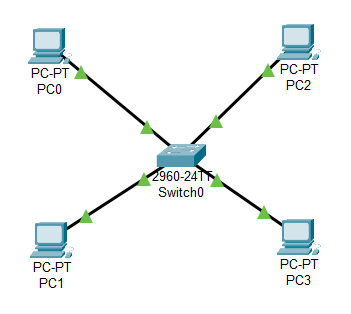 PC-PT
PC0
PC-PT
PC2
2960-24TT
Switch0
PC-PT
PC1
PC-PT
PC3